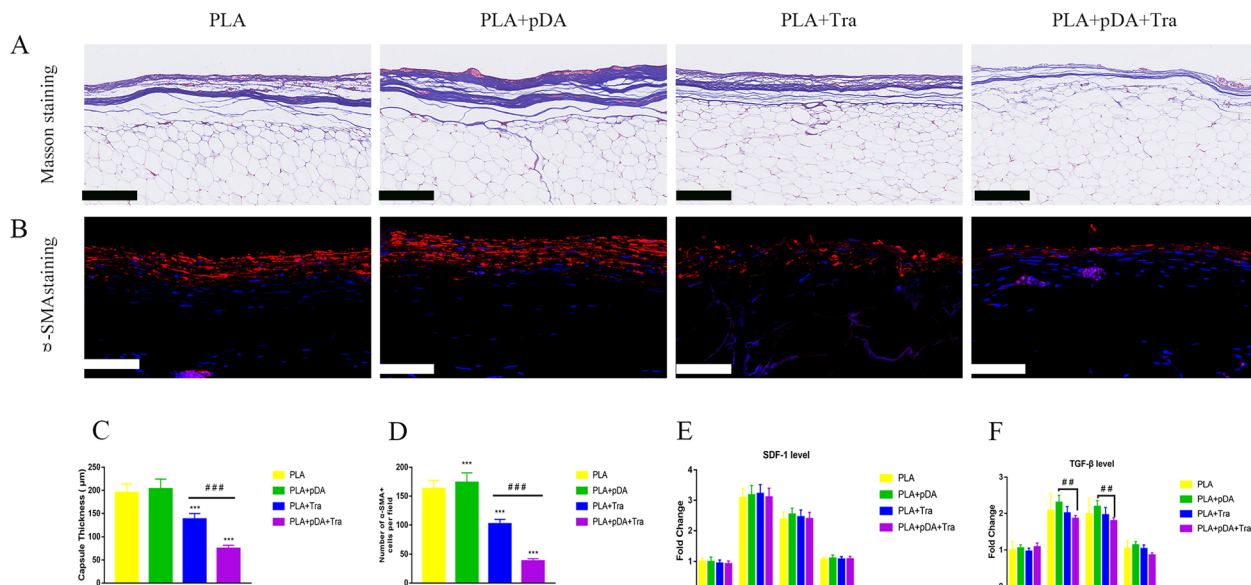 PLA
PLA+pDA
PLA+Tra
PLA+pDA+Tra
A
Masson staining
B
α-SMAstaining
C
Capsule Thickness ( μm)
250
200
150
100
50
0
***
***
# # #
PLA
PLA+pDA
PLA+Tra
PLA+pDA+Tra
D
Number of α-SMA+
cells per field
200
150
100
50
0
***
***
***
# # #
PLA
PLA+pDA
PLA+Tra
PLA+pDA+Tra
E
SDF-1 level
Fold Change
4
3
2
1
PLA
PLA+pDA
PLA+Tra
PLA+pDA+Tra
F
TGF-β level
Fold Change
3
2
1
# #
# #
PLA
PLA+pDA
PLA+Tra
PLA+pDA+Tra